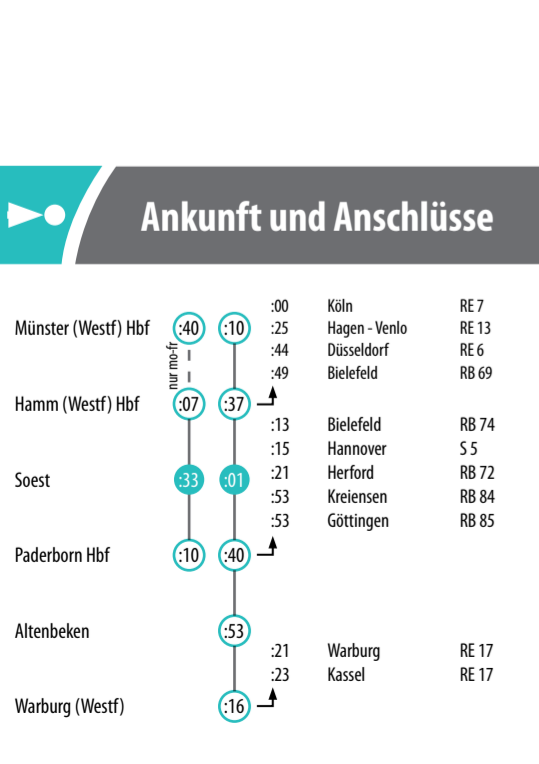 Ankunft und Anschlüsse
:00 Köln RE 7
Münster (Westf) Hbf :40 :10 :25 Hagen - Venlo RE 13
nur mo-fr
:44 Düsseldorf RE 6
:49 Bielefeld RB 69
Hamm (Westf) Hbf :07 :37
:13 Bielefeld RB 74
:15 Hannover S 5
Soest :33 :01 :21 Herford RB 72
:53 Kreiensen RB 84
:53 Göttingen RB 85
Paderborn Hbf :10 :40
Altenbeken :53
:21 Warburg RE 17
:23 Kassel RE 17
Warburg (Westf) :16